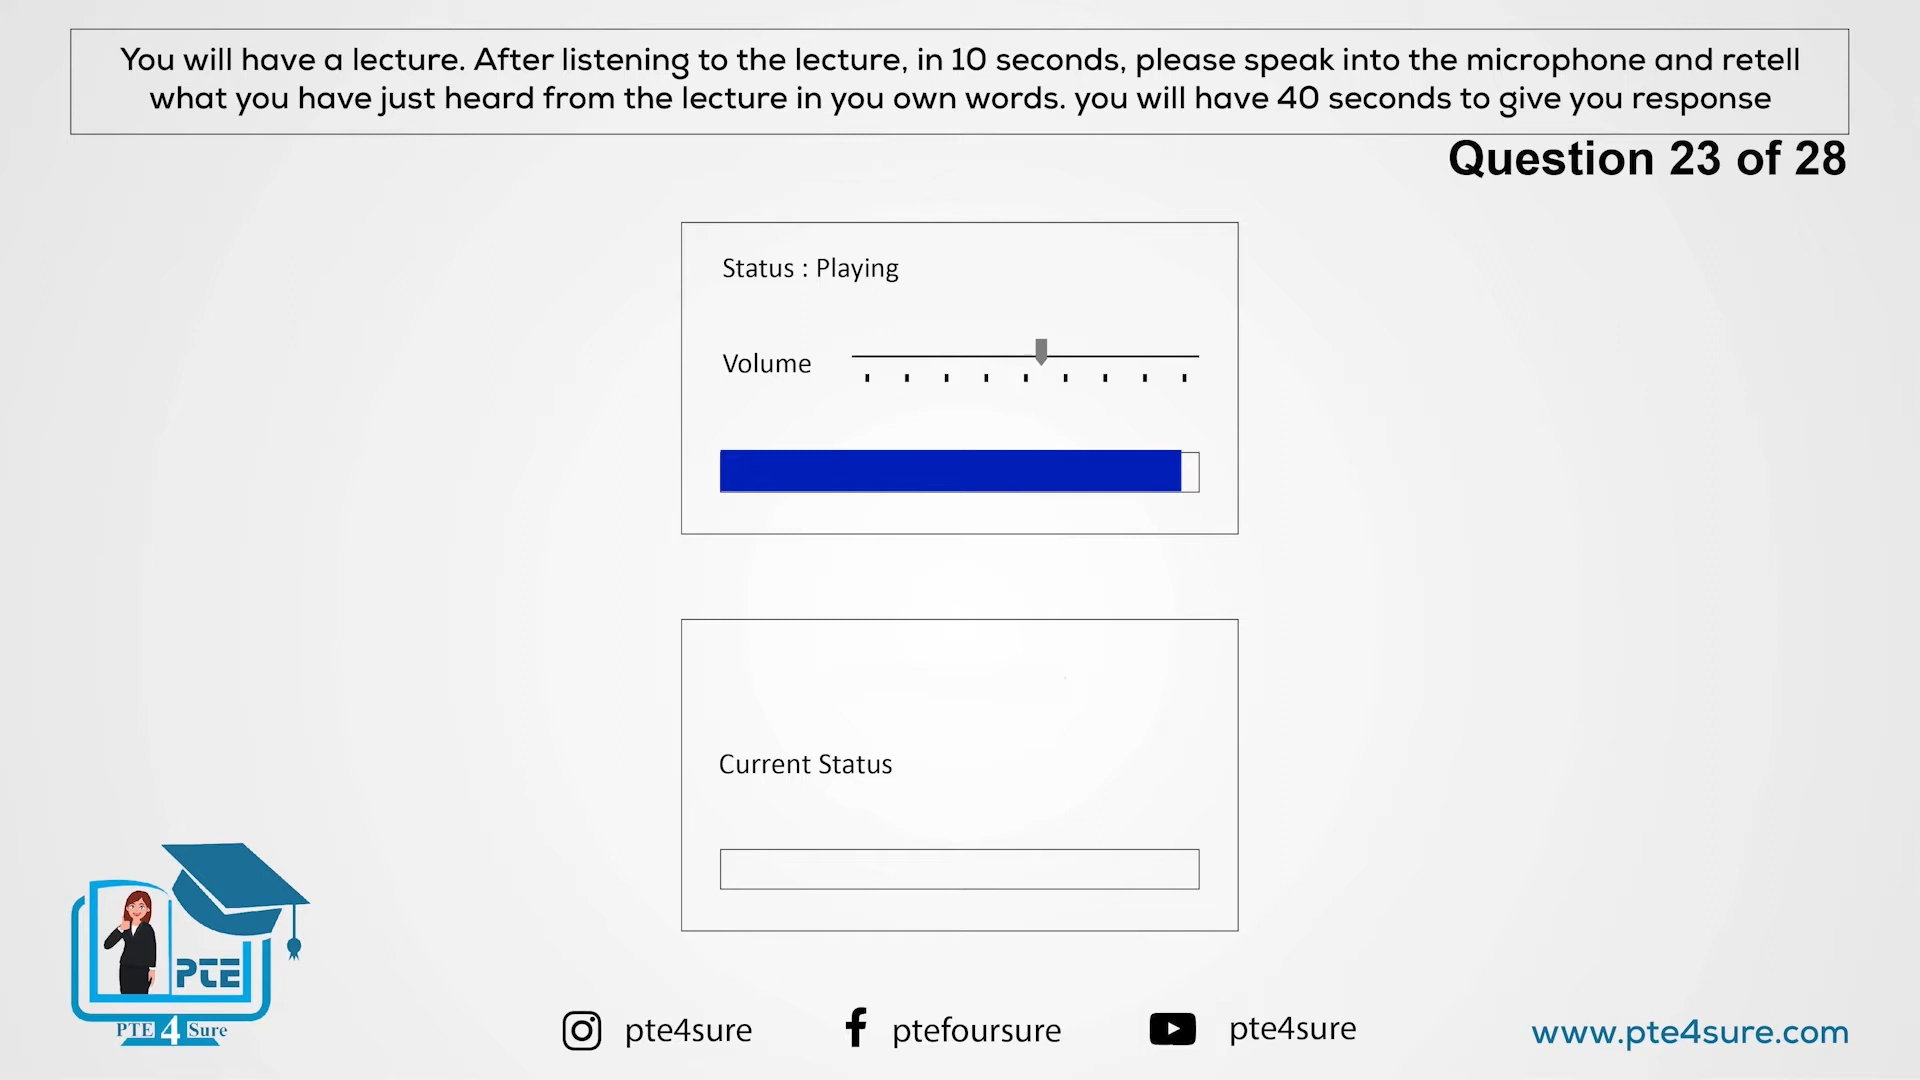 You will have a lecture. After listening to the lecture, in 10 seconds, please speak into the microphone and retell
what you have just heard from the lecture in you own words. you will have 40 seconds to give you response
Question 23 of 28
Status : Playing
Volume
Current Status
PTE
PTE 4 Sure
pte4sure
ptefoursure
pte4sure
www.pte4sure.com